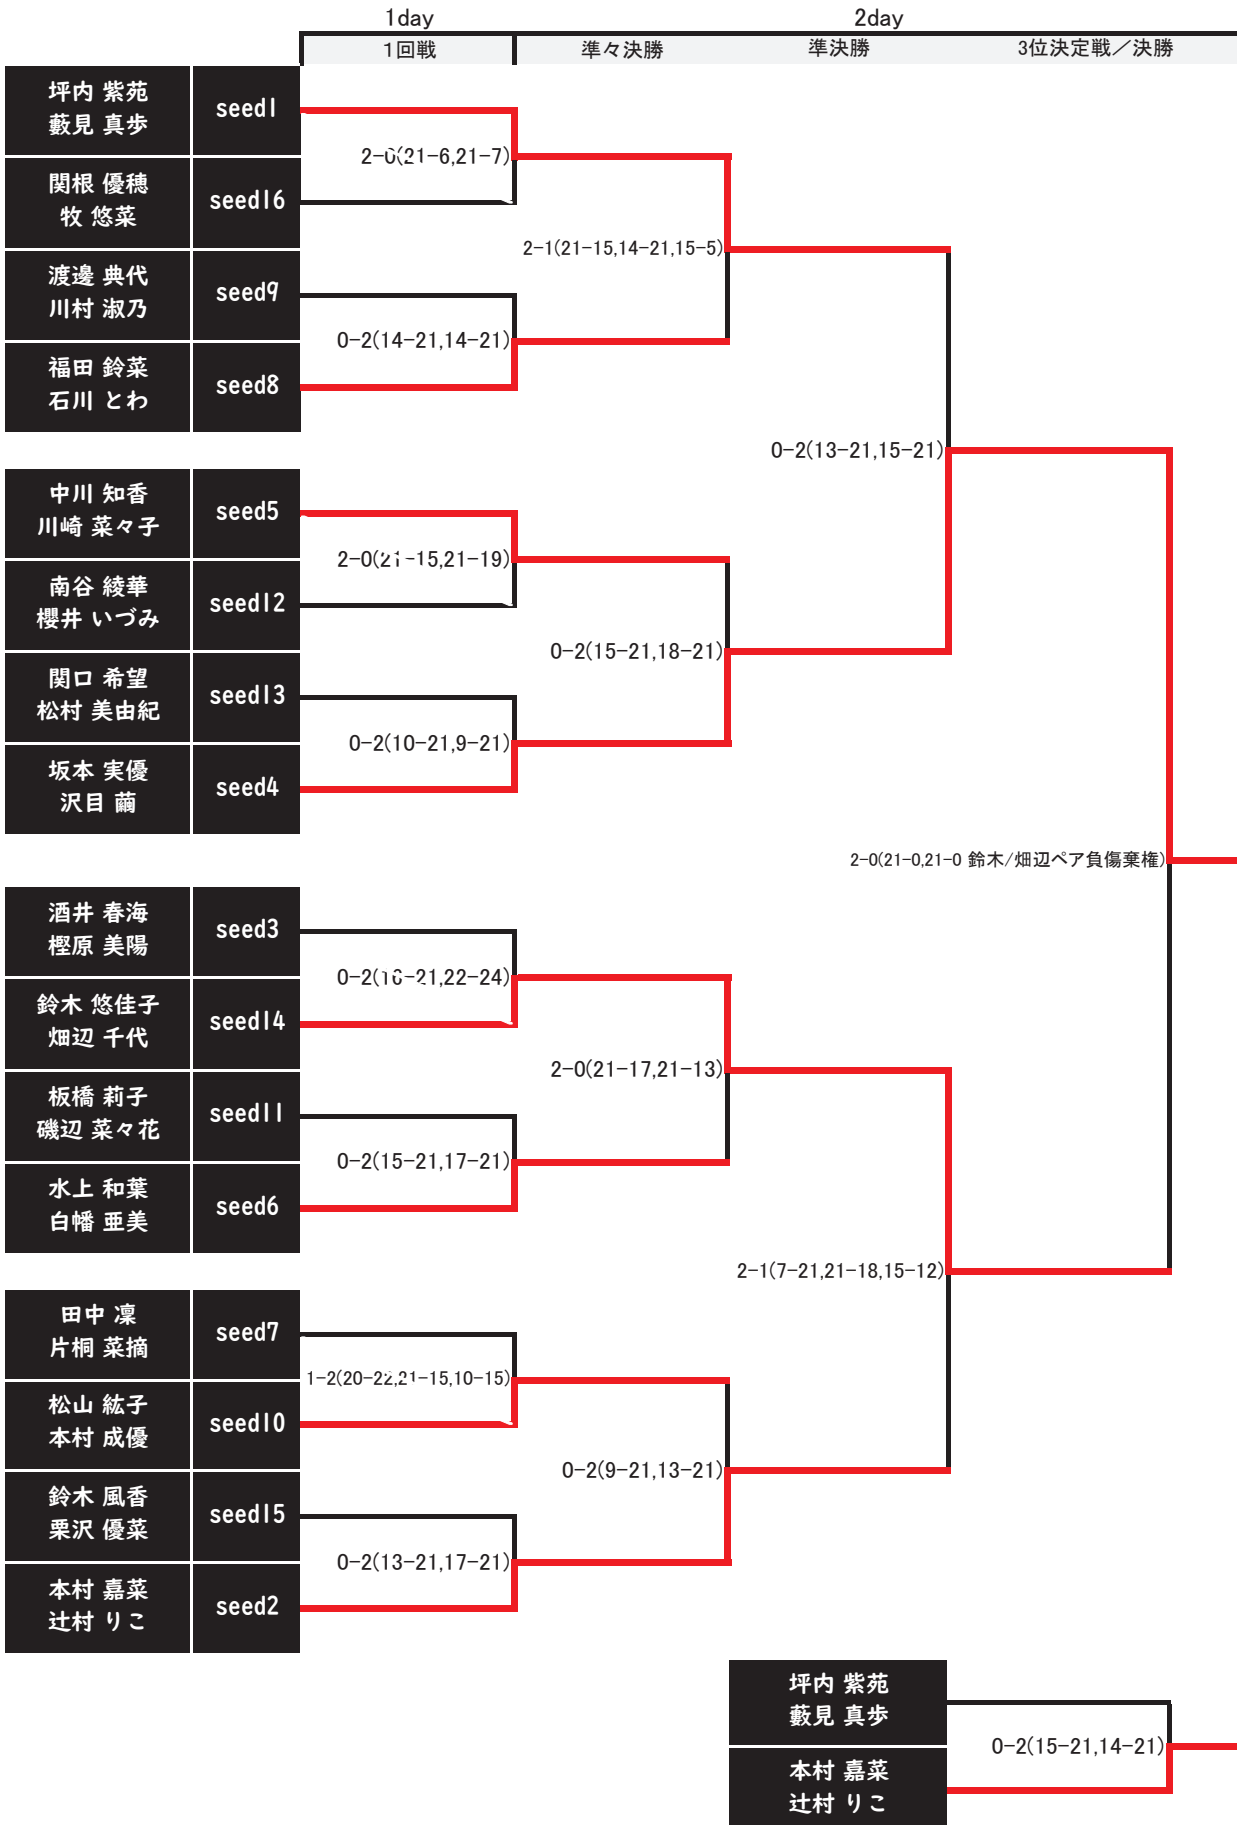 1day 2day
1回戦 準々決勝 準決勝 3位決定戦／決勝
坪内 紫苑
藪見 真歩
seed1
2-0(21-6,21-7)
関根 優穂
牧 悠菜
seed16
2-1(21-15,14-21,15-5)
渡邊 典代
川村 淑乃
seed9
0-2(14-21,14-21)
福田 鈴菜
石川 とわ
seed8
0-2(13-21,15-21)
中川 知香
川崎 菜々子
seed5
2-0(21-15,21-19)
南谷 綾華
櫻井 いづみ
seed12
0-2(15-21,18-21)
関口 希望
松村 美由紀
seed13
0-2(10-21,9-21)
坂本 実優
沢目 繭
seed4
2-0(21-0,21-0 鈴木/畑辺ペア負傷棄権)
酒井 春海
樫原 美陽
seed3
0-2(16-21,22-24)
鈴木 悠佳子
畑辺 千代
seed14
2-0(21-17,21-13)
板橋 莉子
磯辺 菜々花
seed11
0-2(15-21,17-21)
水上 和葉
白幡 亜美
seed6
2-1(7-21,21-18,15-12)
田中 凜
片桐 菜摘
seed7
1-2(20-22,21-15,10-15)
松山 紘子
本村 成優
seed10
0-2(9-21,13-21)
鈴木 風香
栗沢 優菜
seed15
0-2(13-21,17-21)
本村 嘉菜
辻村 りこ
seed2
坪内 紫苑
藪見 真歩
0-2(15-21,14-21)
本村 嘉菜
辻村 りこ